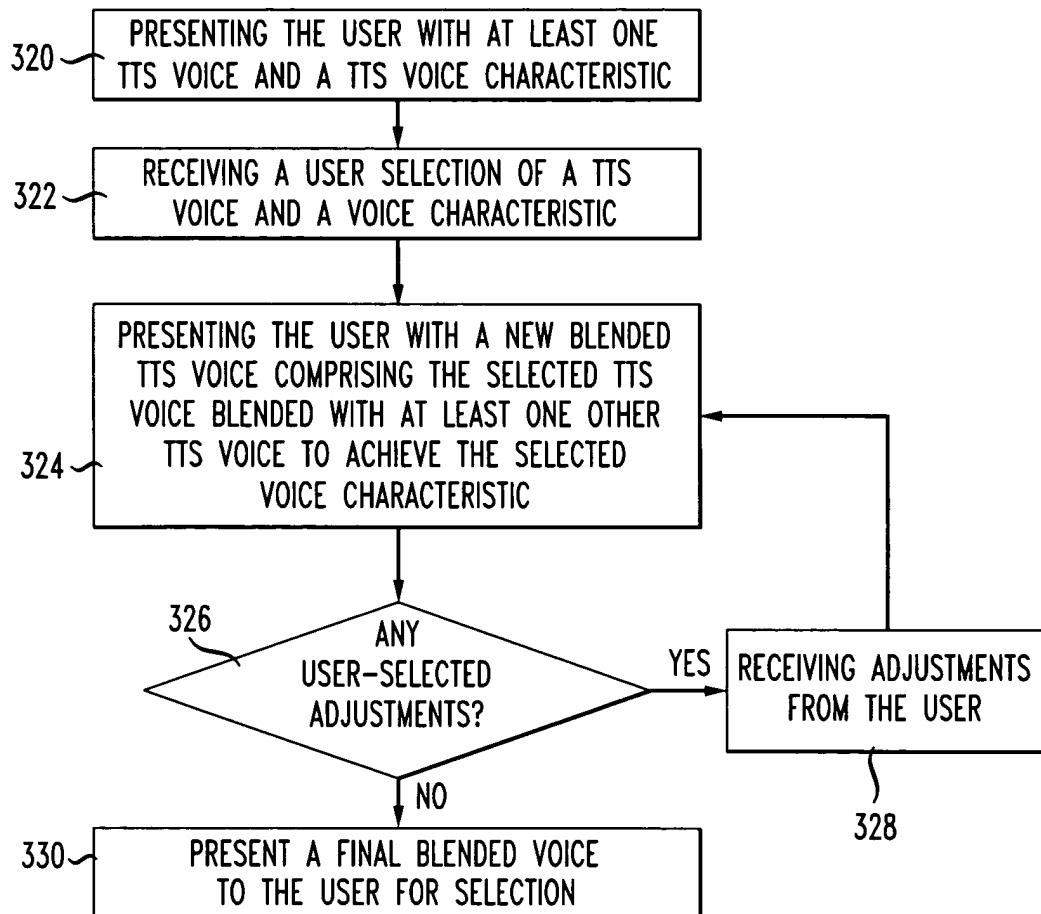 320
PRESENTING THE USER WITH AT LEAST ONE
TTS VOICE AND A TTS VOICE CHARACTERISTIC
322
RECEIVING A USER SELECTION OF A TTS
VOICE AND A VOICE CHARACTERISTIC
324
PRESENTING THE USER WITH A NEW BLENDED
TTS VOICE COMPRISING THE SELECTED TTS
VOICE BLENDED WITH AT LEAST ONE OTHER
TTS VOICE TO ACHIEVE THE SELECTED
VOICE CHARACTERISTIC
326
ANY
USER-SELECTED
ADJUSTMENTS?
YES
RECEIVING ADJUSTMENTS
FROM THE USER
328
NO
330
PRESENT A FINAL BLENDED VOICE
TO THE USER FOR SELECTION